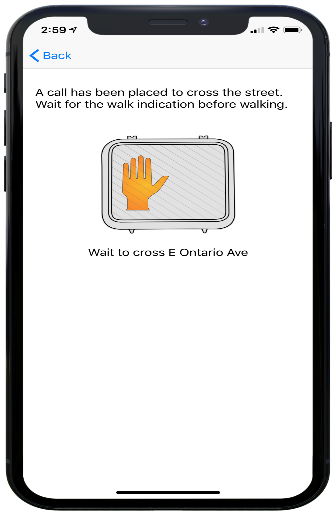 2:59
Back
A call has been placed to cross the street.
Wait for the walk indication before walking.
Wait to cross E Ontario Ave